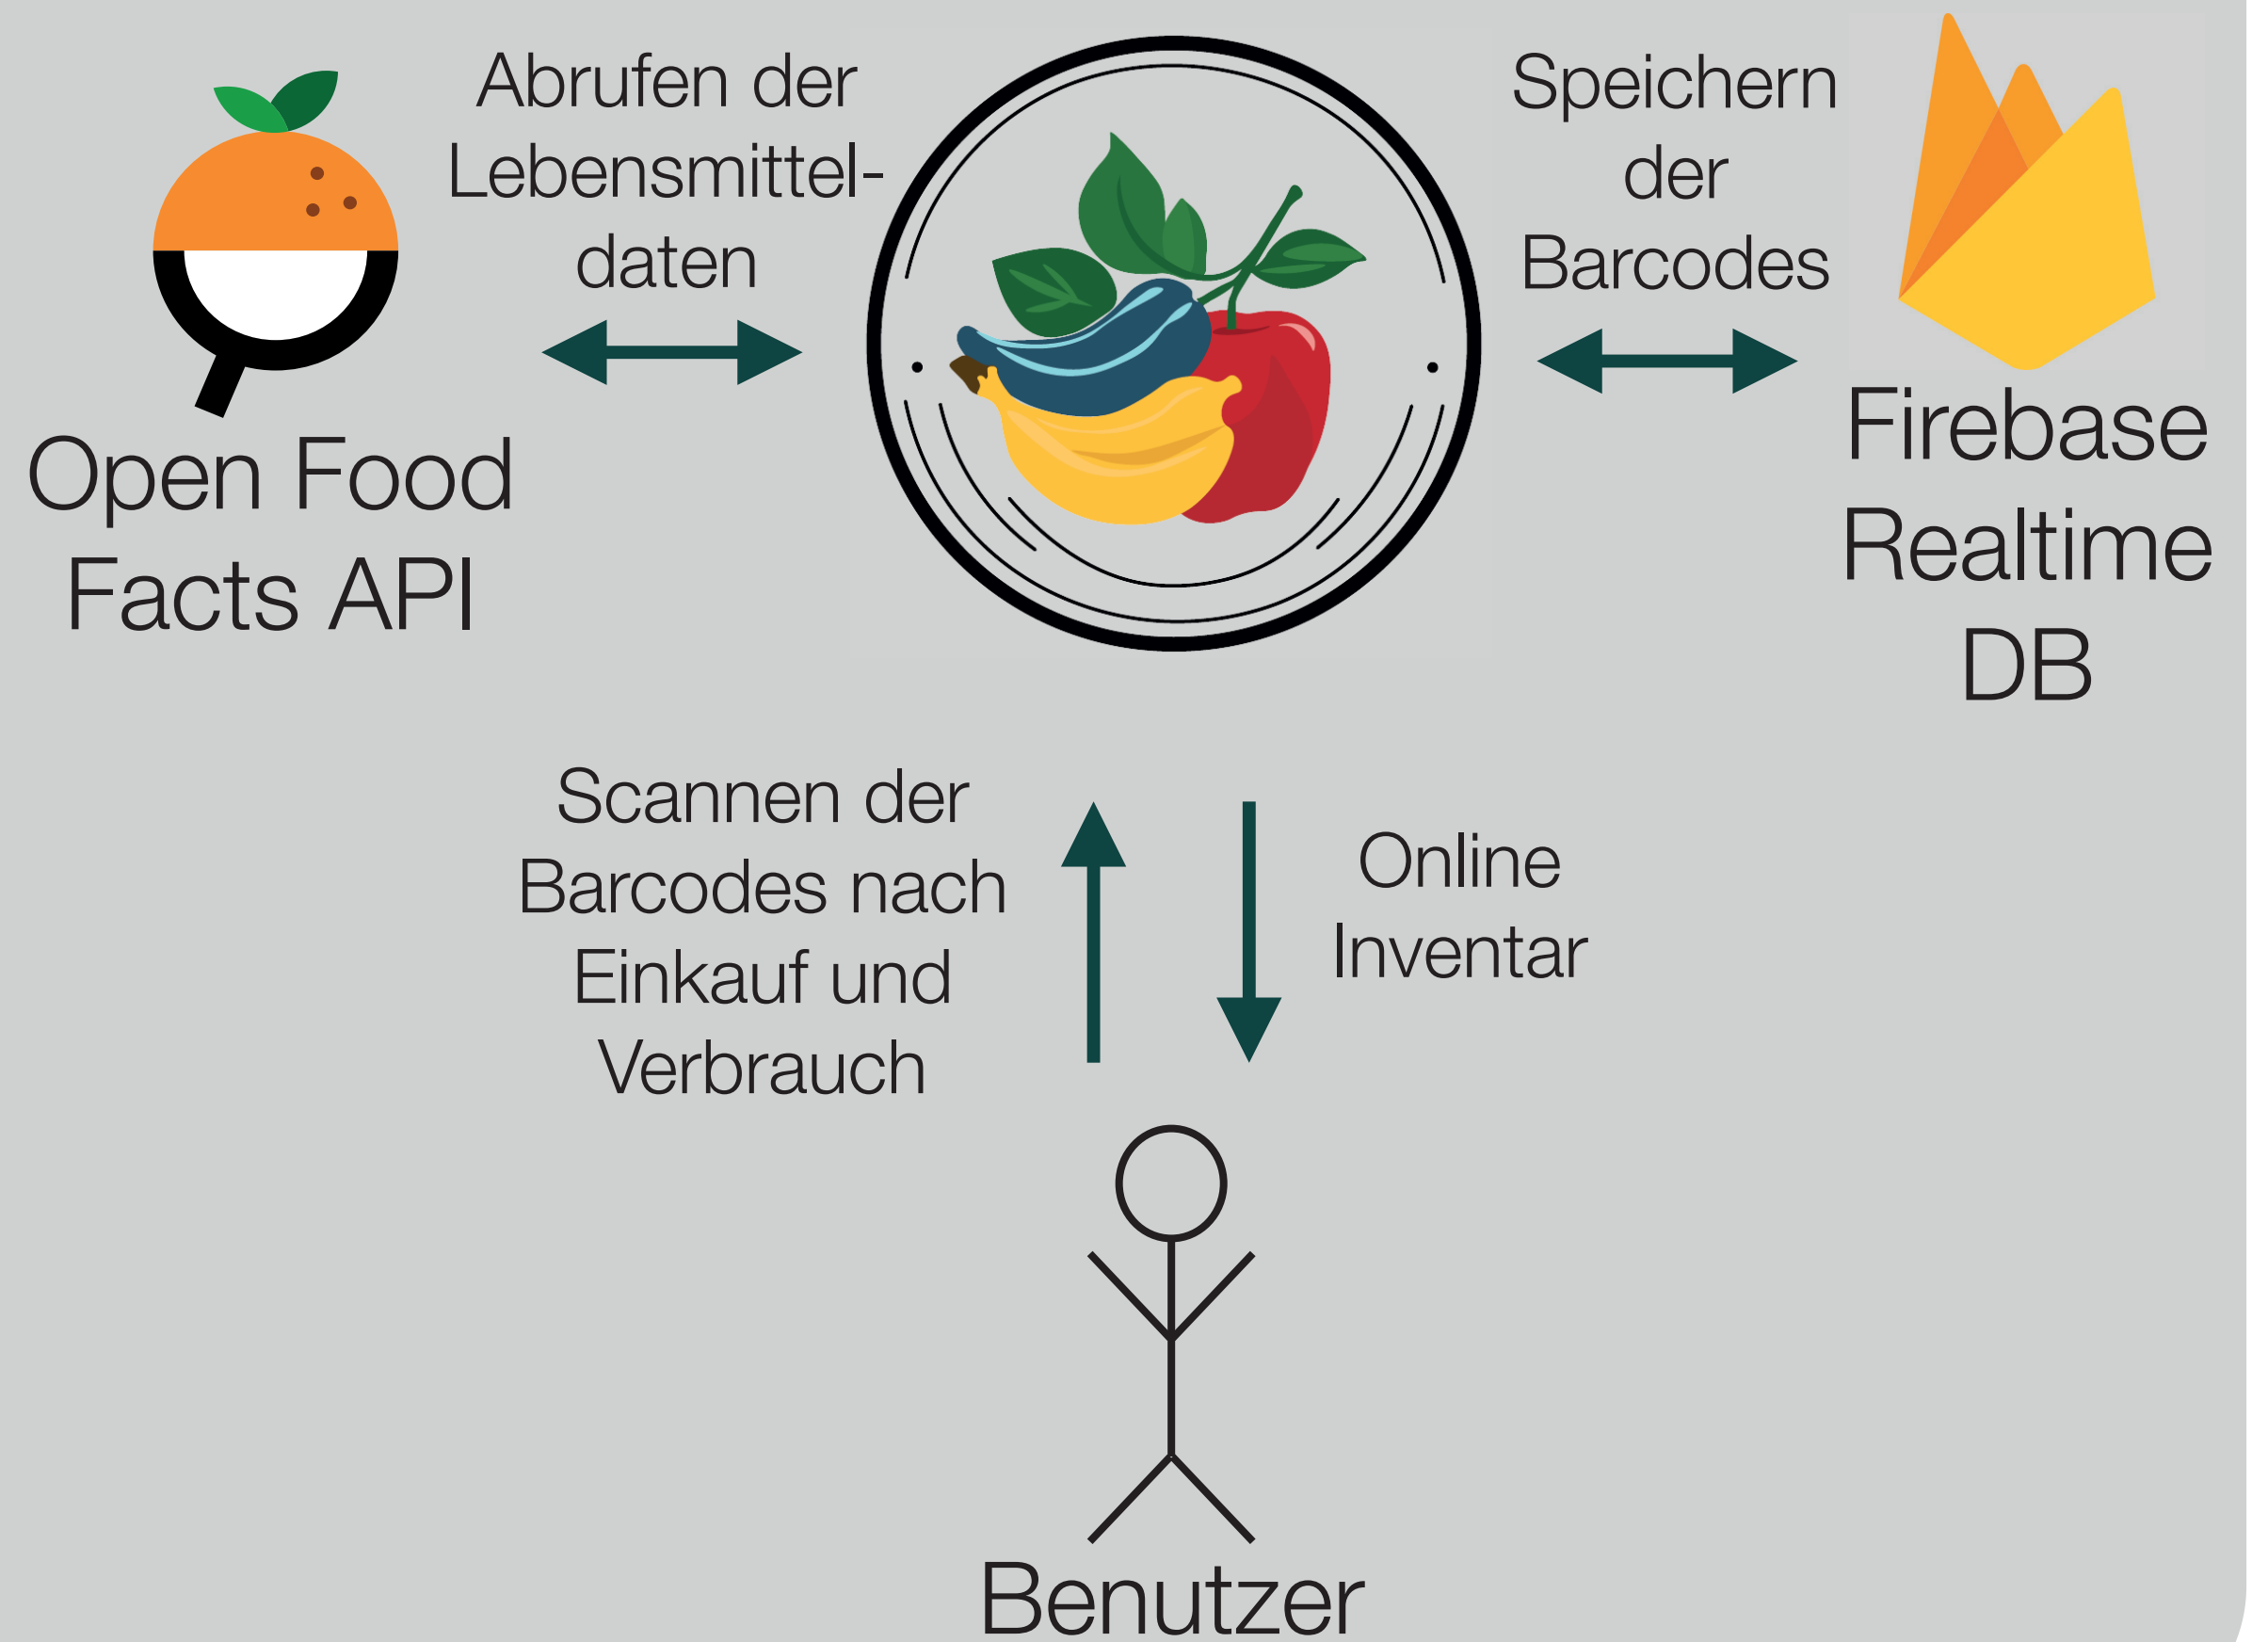 Abrufen der
Lebensmittel-
daten
Speichern
der
Barcodes
Open Food
Facts API
Firebase
Realtime
DB
Scannen der
Barcodes nach
Einkauf und
Verbrauch
Online
Inventar
Benutzer